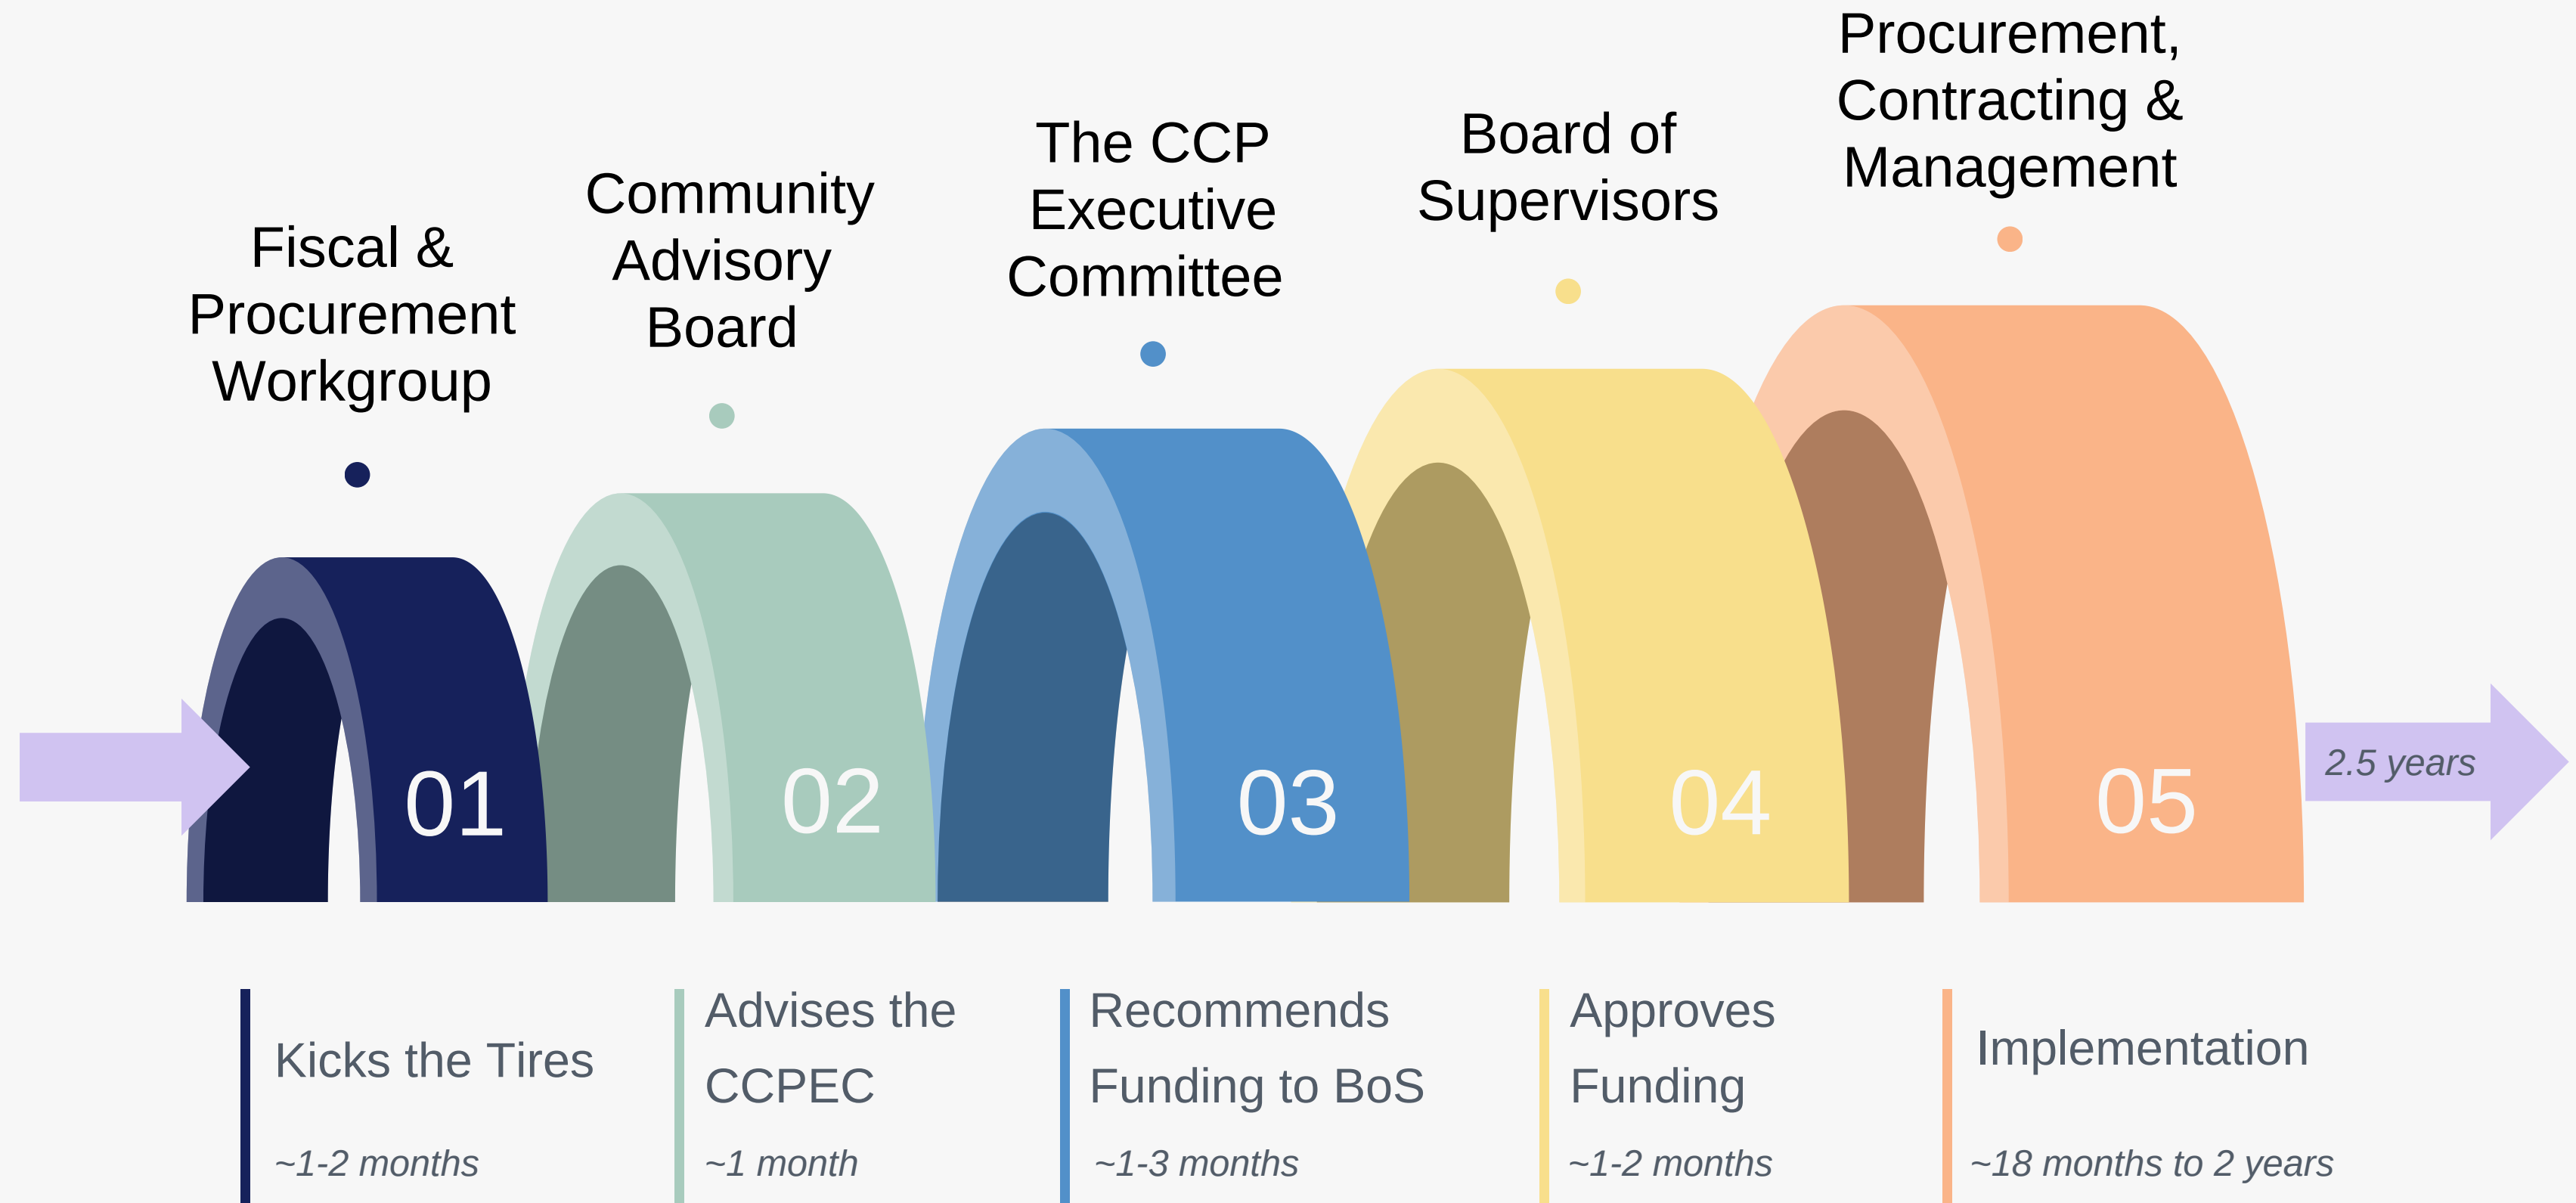 Fiscal &
Procurement
Workgroup
Community
Advisory
Board
The CCP
Executive
Committee
Board of
Supervisors
Procurement,
Contracting &
Management
01
02
03
04
05
2.5 years
Kicks the Tires
~1-2 months
Advises the
CCPEC
~1 month
Recommends
Funding to BoS
~1-3 months
Approves
Funding
~1-2 months
Implementation
~18 months to 2 years